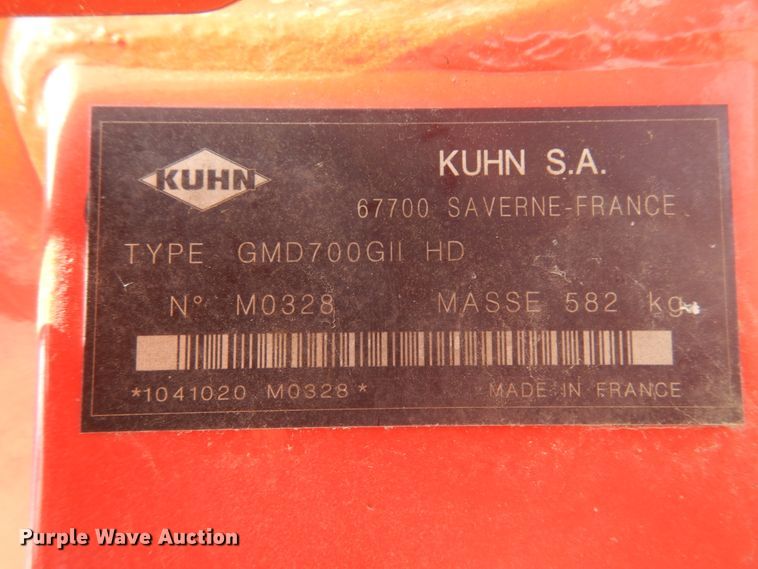 KUHN
KUHN S.A.
67700 SAVERNE-FRANCE
TYPE GMD700GII HD
N° M0328 MASSE 582 kg
*1041020 M0328*
MADE IN FRANCE
Purple Wave Auction